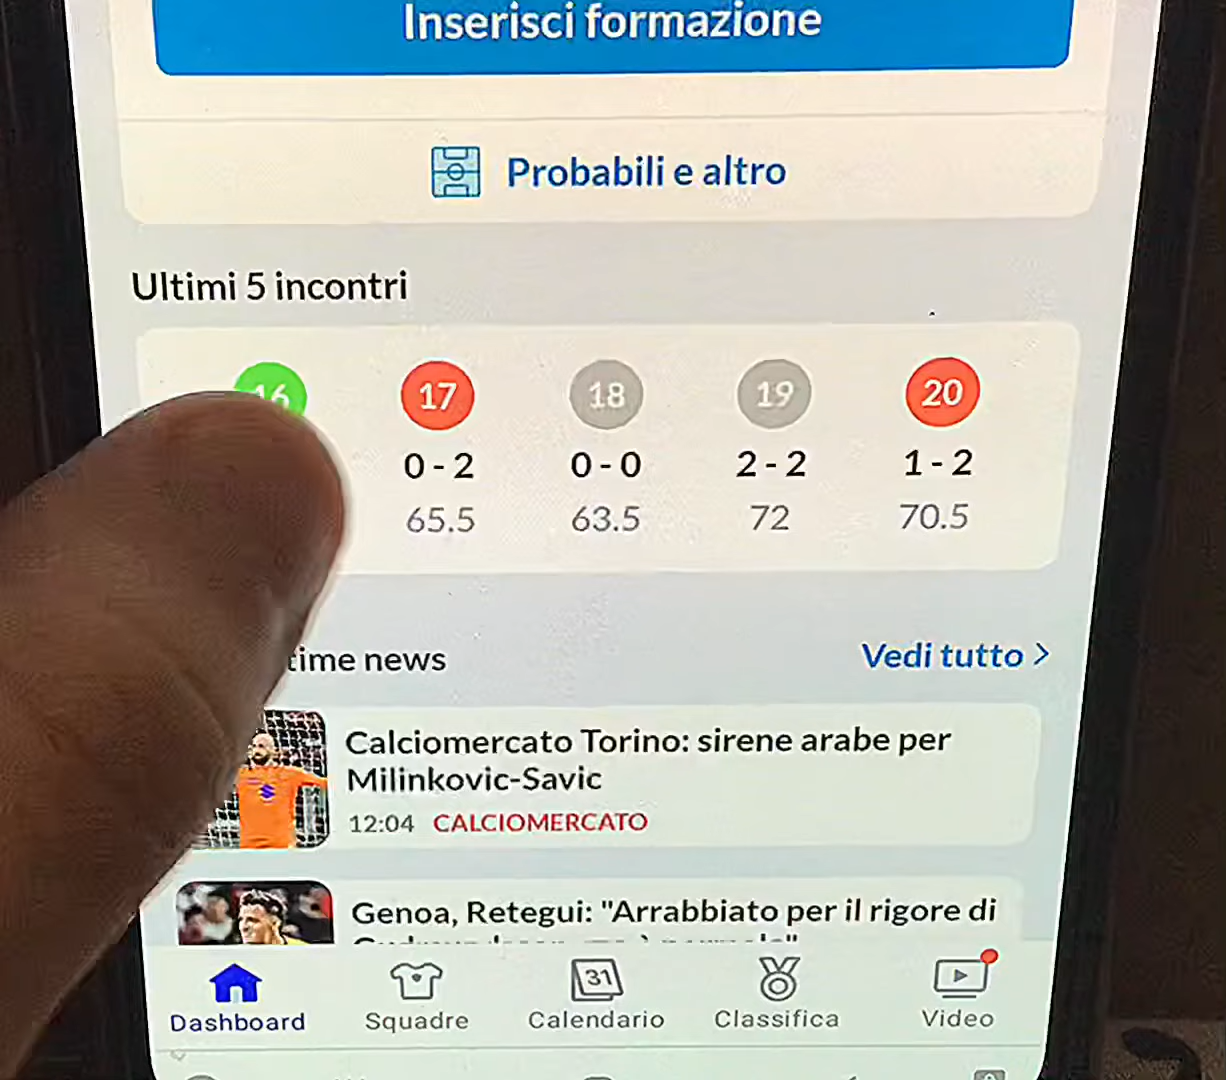 Inserisci formazione
Probabili e altro
Ultimi 5 incontri
16 17 18 19 20
0 - 2 0 - 0 2 - 2 1 - 2
65.5 63.5 72 70.5
time news Vedi tutto >
Calciomercato Torino: sirene arabe per
Milinkovic-Savic
12:04 CALCIOMERCATO
Genoa, Retegui: "Arrabbiato per il rigore di
31
Dashboard Squadre Calendario Classifica Video